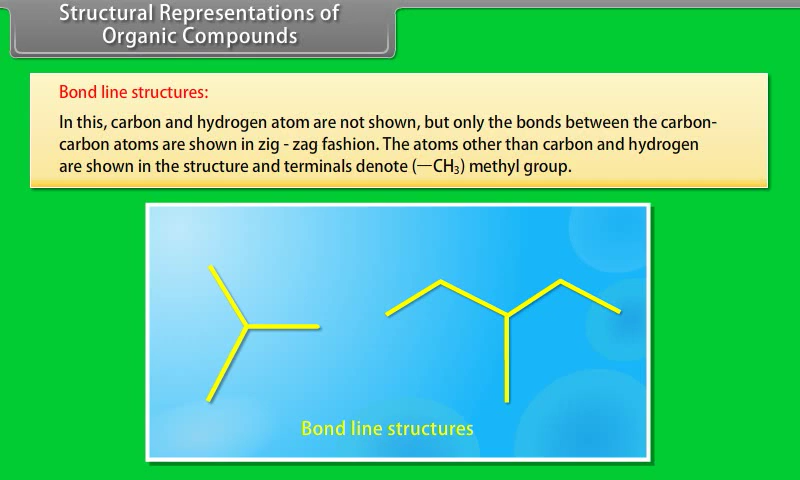 Structural Representations of
Organic Compounds
Bond line structures:
In this, carbon and hydrogen atom are not shown, but only the bonds between the carbon-
carbon atoms are shown in zig - zag fashion. The atoms other than carbon and hydrogen
are shown in the structure and terminals denote (—CH₃) methyl group.
Bond line structures